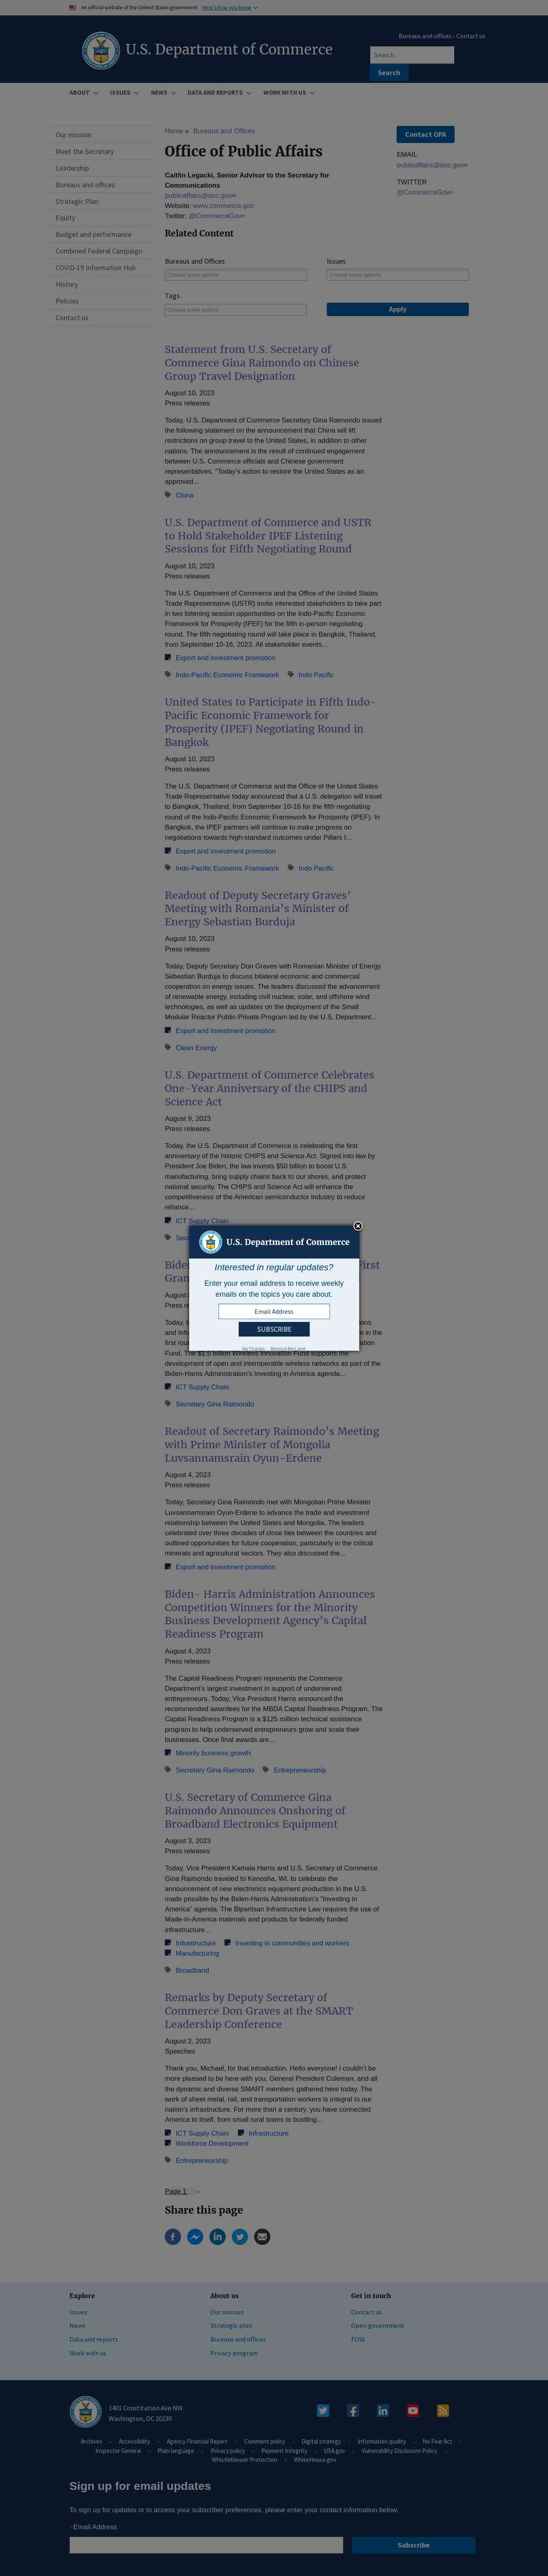 An official website of the United States government Here's how you know
U.S. Department of Commerce
Bureaus and offices - Contact us
Search
Search
ABOUT ISSUES NEWS DATA AND REPORTS WORK WITH US
Our mission
Meet the Secretary
Leadership
Bureaus and offices
Strategic Plan
Equity
Budget and performance
Combined Federal Campaign
COVID-19 Information Hub
History
Policies
Contact us
Home » Bureaus and Offices
Office of Public Affairs
Caitlin Legacki, Senior Advisor to the Secretary for
Communications
publicaffairs@doc.gov
Website: www.commerce.gov
Twitter: @CommerceGov
Contact OPA
EMAIL
publicaffairs@doc.gov
TWITTER
@CommerceGov
Related Content
Bureaus and Offices
Choose some options
Issues
Choose some options
Tags
Choose some options
Apply
Statement from U.S. Secretary of
Commerce Gina Raimondo on Chinese
Group Travel Designation
August 10, 2023
Press releases
Today, U.S. Department of Commerce Secretary Gina Raimondo issued
the following statement on the announcement that China will lift
restrictions on group travel to the United States, in addition to other
nations. The announcement is the result of the continued engagement
between U.S. Commerce officials and Chinese government
representatives. "Today's action to restore the United States as an
approved...
China
U.S. Department of Commerce and USTR
to Hold Stakeholder IPEF Listening
Sessions for Fifth Negotiating Round
August 10, 2023
Press releases
The U.S. Department of Commerce and the Office of the United States
Trade Representative (USTR) invite interested stakeholders to take part
in two listening session opportunities on the Indo-Pacific Economic
Framework for Prosperity (IPEF) for the fifth in-person negotiating
round. The fifth negotiating round will take place in Bangkok, Thailand,
from September 10-16, 2023. All stakeholder events...
Export and investment promotion
Indo-Pacific Economic Framework Indo Pacific
United States to Participate in Fifth Indo-
Pacific Economic Framework for
Prosperity (IPEF) Negotiating Round in
Bangkok
August 10, 2023
Press releases
The U.S. Department of Commerce and the Office of the United States
Trade Representative today announced that a U.S. delegation will travel
to Bangkok, Thailand, from September 10-16 for the fifth negotiating
round of the Indo-Pacific Economic Framework for Prosperity (IPEF). In
Bangkok, the IPEF partners will continue to make progress on
negotiations towards high-standard outcomes under Pillars I...
Export and investment promotion
Indo-Pacific Economic Framework Indo Pacific
Readout of Deputy Secretary Graves'
Meeting with Romania's Minister of
Energy Sebastian Burduja
August 10, 2023
Press releases
Today, Deputy Secretary Don Graves with Romanian Minister of Energy
Sebastian Burduja to discuss bilateral economic and commercial
cooperation on energy issues. The leaders discussed the advancement
of renewable energy, including civil nuclear, solar, and offshore wind
technologies, as well as updates on the deployment of the Small
Modular Reactor Public-Private Program led by the U.S. Department...
Export and investment promotion
Clean Energy
U.S. Department of Commerce Celebrates
One-Year Anniversary of the CHIPS and
Science Act
August 9, 2023
Press releases
Today, the U.S. Department of Commerce is celebrating the first
anniversary of the historic CHIPS and Science Act. Signed into law by
President Joe Biden, the law invests $50 billion to boost U.S.
manufacturing, bring supply chains back to our shores, and protect
national security. The CHIPS and Science Act will enhance the
competitiveness of the American semiconductor industry to reduce
reliance...
ICT Supply Chain
U.S. Department of Commerce
Interested in regular updates?
Enter your email address to receive weekly
emails on the topics you care about.
Email Address
SUBSCRIBE
No Thanks Remind Me Later
Fund. The $1.5 billion Wireless Innovation Fund supports the
development of open and interoperable wireless networks as part of
President Biden's Investing in America agenda...
ICT Supply Chain
Secretary Gina Raimondo
Readout of Secretary Raimondo's Meeting
with Prime Minister of Mongolia
Luvsannamsrain Oyun-Erdene
August 4, 2023
Press releases
Today, Secretary Gina Raimondo met with Mongolian Prime Minister
Luvsannamsrain Oyun-Erdene to advance the trade and investment
relationship between the United States and Mongolia. The leaders
celebrated over three decades of close ties between the countries and
outlined opportunities for future cooperation, particularly in the critical
minerals and agriculture sectors. They also discussed the...
Export and investment promotion
Biden- Harris Administration Announces
Competition Winners for the Minority
Business Development Agency's Capital
Readiness Program
August 4, 2023
Press releases
The Capital Readiness Program represents the Commerce
Department's largest investment in support of underserved
entrepreneurs. Today, Vice President Harris announced the
recommended awardees for the MBDA Capital Readiness Program. The
Capital Readiness Program is a $125 million technical assistance
program to help underserved entrepreneurs grow and scale their
businesses. Once final awards are...
Minority business growth
Secretary Gina Raimondo Entrepreneurship
U.S. Secretary of Commerce Gina
Raimondo Announces Onshoring of
Broadband Electronics Equipment
August 3, 2023
Press releases
Today, Vice President Kamala Harris and U.S. Secretary of Commerce
Gina Raimondo traveled to Kenosha, WI, to celebrate the
announcement of new electronics equipment production in the U.S.
made possible by the Biden-Harris Administration's "Investing in
America" agenda. The Bipartisan Infrastructure Law requires the use of
Made-in-America materials and products for federally funded
infrastructure...
Infrastructure Investing in communities and workers
Manufacturing
Broadband
Remarks by Deputy Secretary of
Commerce Don Graves at the SMART
Leadership Conference
August 2, 2023
Speeches
Thank you, Michael, for that introduction. Hello everyone! I couldn't be
more pleased to be here with you, General President Coleman, and all
the dynamic and diverse SMART members gathered here today. The
work of sheet metal, rail, and transportation workers is integral to our
nation's infrastructure. For more than a century, you have connected
America to itself, from small rural towns to bustling...
ICT Supply Chain Infrastructure
Workforce Development
Entrepreneurship
Page 1
Share this page
Explore
Issues
News
Data and reports
Work with us
About us
Our mission
Strategic plan
Bureaus and offices
Privacy program
Get in touch
Contact us
Open government
FOIA
1401 Constitution Ave NW
Washington, DC 20230
Archives - Accessibility - Agency Financial Report - Comment policy - Digital strategy - Information quality - No Fear Act -
Inspector General - Plain language - Privacy policy - Payment Integrity - USA.gov - Vulnerability Disclosure Policy -
Whistleblower Protection - WhiteHouse.gov
Sign up for email updates
To sign up for updates or to access your subscriber preferences, please enter your contact information below.
*Email Address
Subscribe